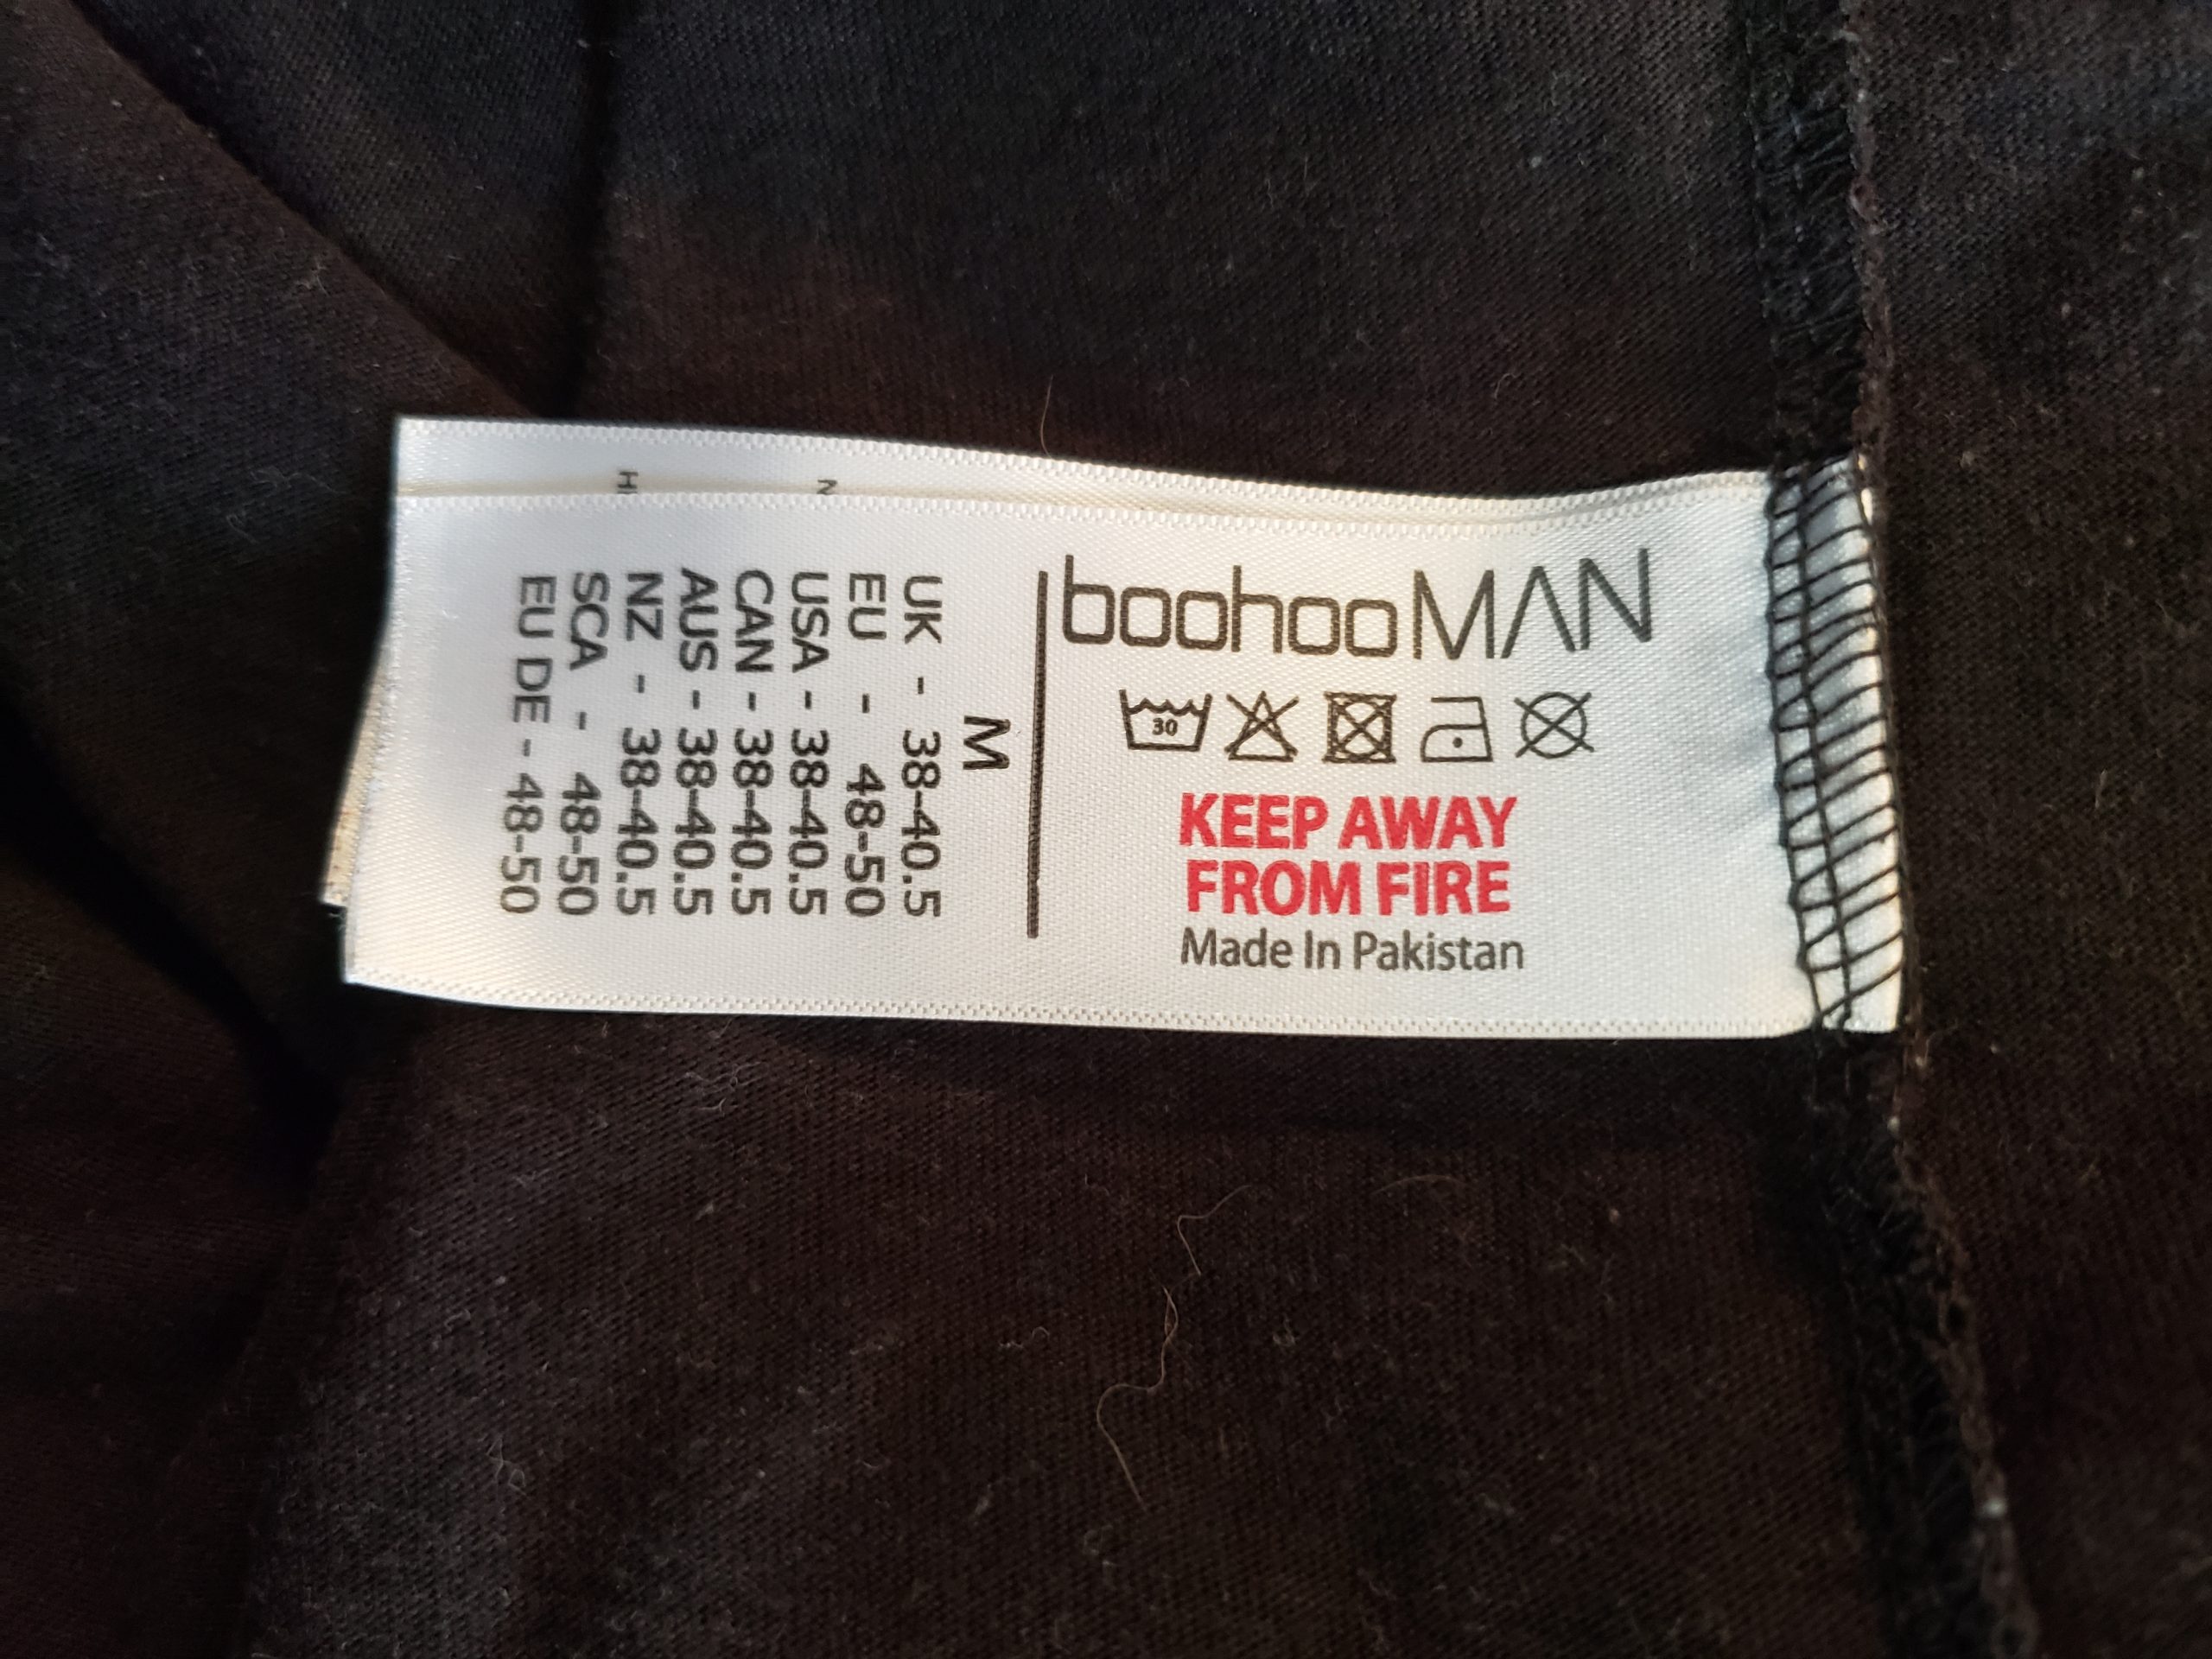 boohooMAN
30
KEEP AWAY
FROM FIRE
Made In Pakistan
M
UK - 38-40.5
EU - 48-50
USA - 38-40.5
CAN - 38-40.5
AUS - 38-40.5
NZ - 38-40.5
SCA - 48-50
EU DE - 48-50